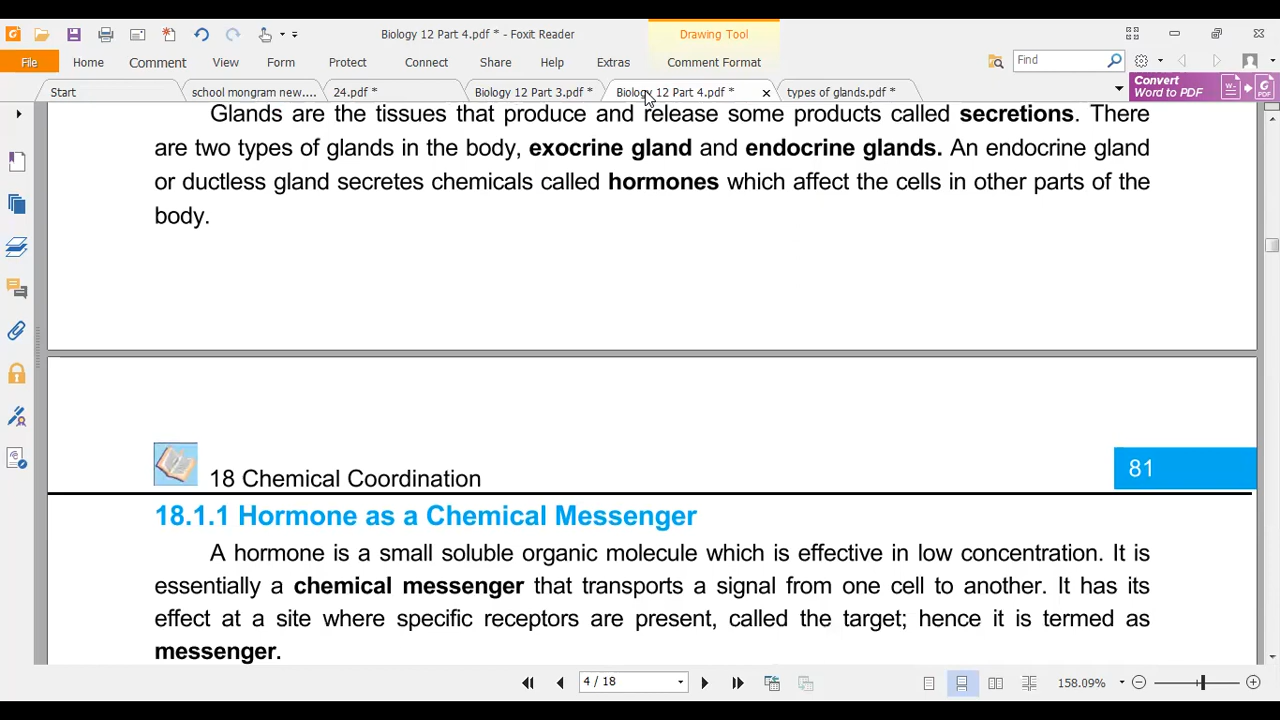 Biology 12 Part 4.pdf * - Foxit Reader
Drawing Tool
File Home Comment View Form Protect Connect Share Help Extras Comment Format Find
Start school mongram new.... 24.pdf * Biology 12 Part 3.pdf * Biology 12 Part 4.pdf * types of glands.pdf *
Convert
Word to PDF
Glands are the tissues that produce and release some products called secretions. There
are two types of glands in the body, exocrine gland and endocrine glands. An endocrine gland
or ductless gland secretes chemicals called hormones which affect the cells in other parts of the
body.
18 Chemical Coordination 81
18.1.1 Hormone as a Chemical Messenger
A hormone is a small soluble organic molecule which is effective in low concentration. It is
essentially a chemical messenger that transports a signal from one cell to another. It has its
effect at a site where specific receptors are present, called the target; hence it is termed as
messenger.
4 / 18 158.09%